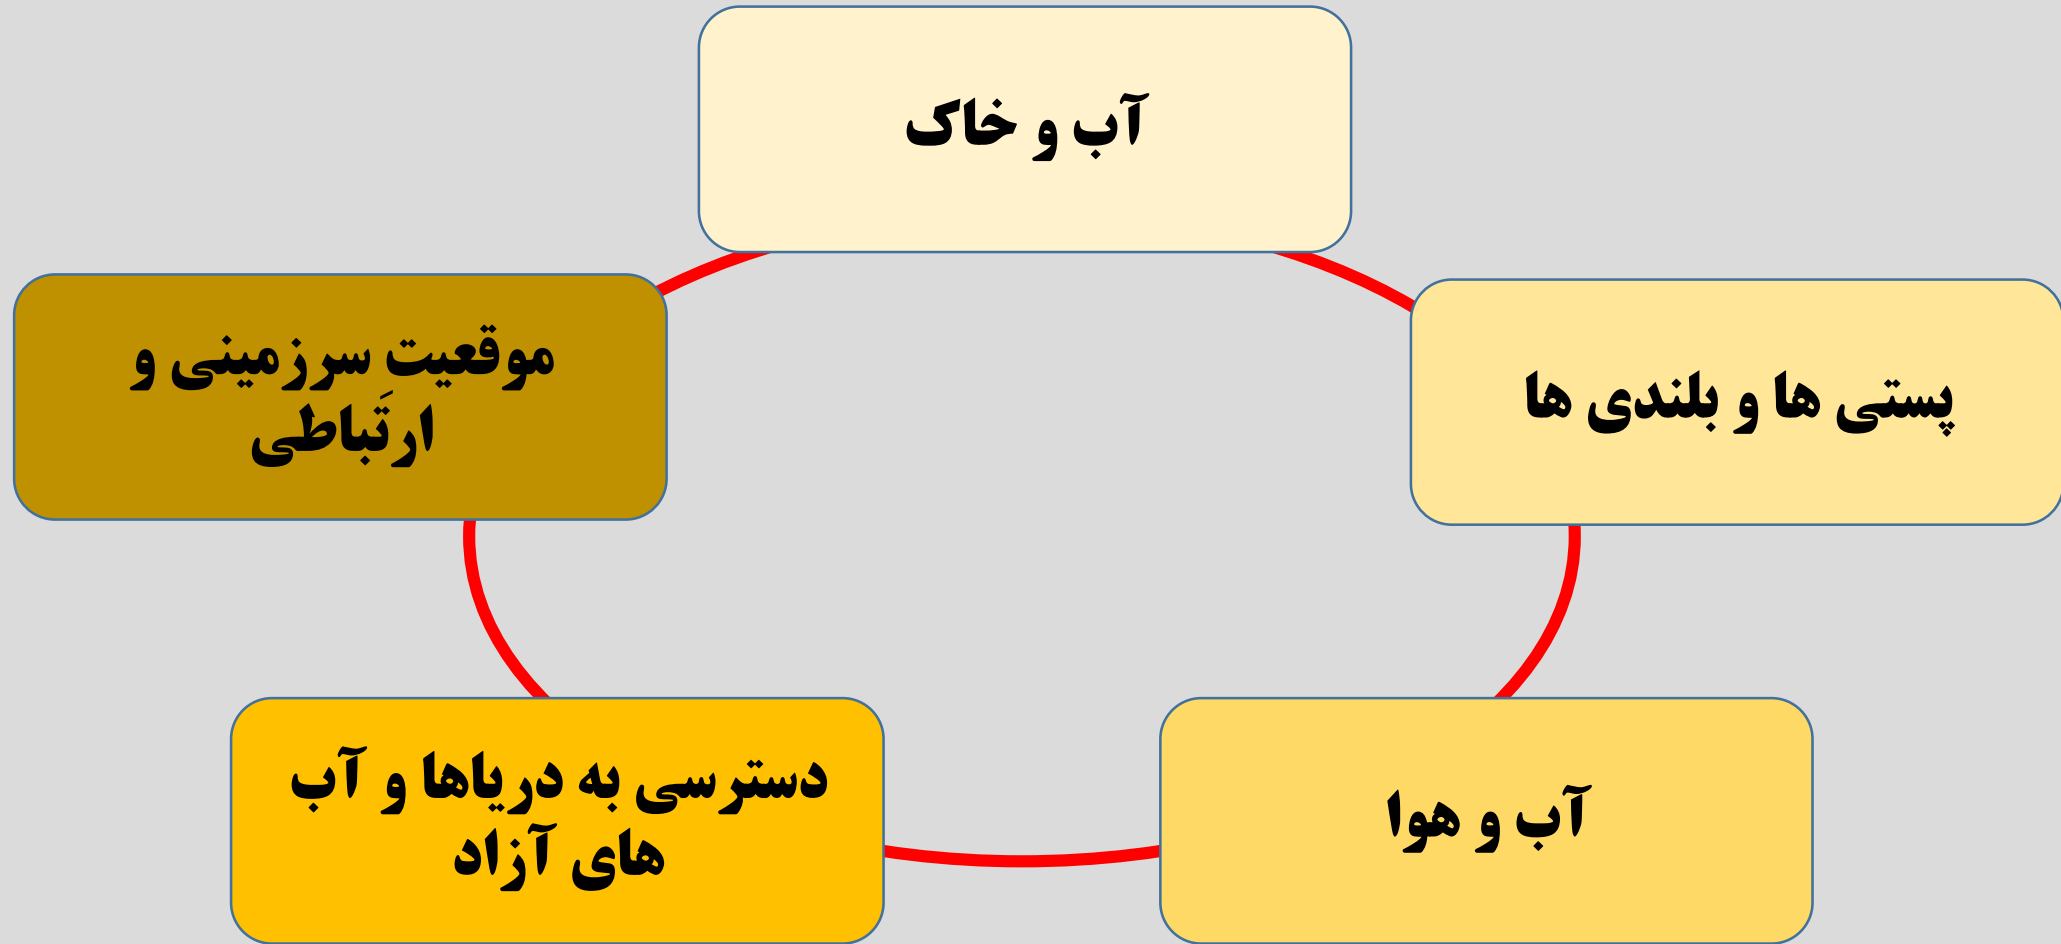 آب و خاک
پستی ها و بلندی ها
آب و هوا
دسترسی به دریاها و آب
های آزاد
موقعیت سرزمینی و
ارتَباطی